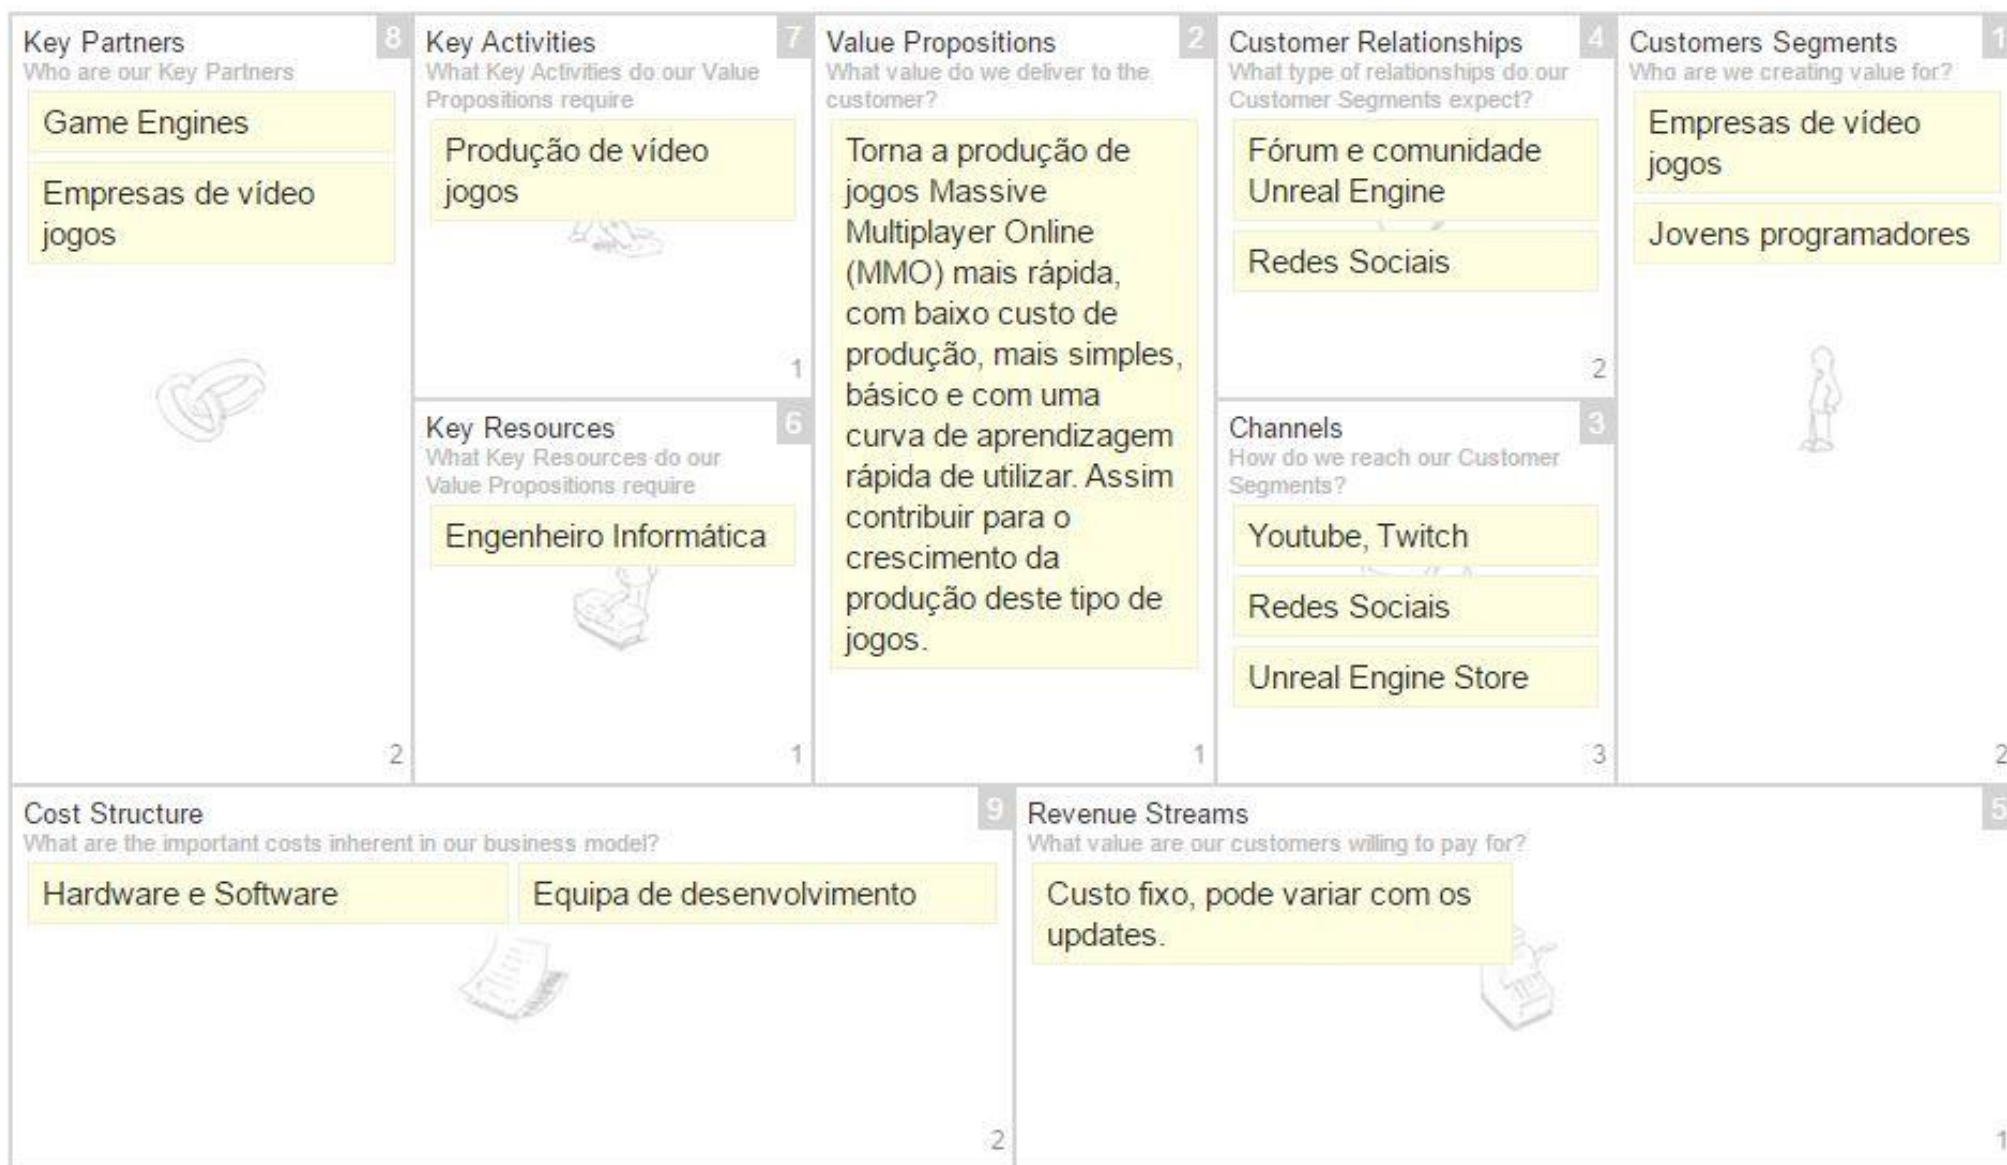 Key Partners
8
Who are our Key Partners
Game Engines
Empresas de vídeo
jogos
2
Key Activities
7
What Key Activities do our Value
Propositions require
Produção de vídeo
jogos
1
Key Resources
6
What Key Resources do our
Value Propositions require
Engenheiro Informática
1
Value Propositions
2
What value do we deliver to the
customer?
Torna a produção de
jogos Massive
Multiplayer Online
(MMO) mais rápida,
com baixo custo de
produção, mais simples,
básico e com uma
curva de aprendizagem
rápida de utilizar. Assim
contribuir para o
crescimento da
produção deste tipo de
jogos.
1
Customer Relationships
4
What type of relationships do our
Customer Segments expect?
Fórum e comunidade
Unreal Engine
Redes Sociais
2
Channels
3
How do we reach our Customer
Segments?
Youtube, Twitch
Redes Sociais
Unreal Engine Store
3
Customers Segments
1
Who are we creating value for?
Empresas de vídeo
jogos
Jovens programadores
2
Cost Structure
9
What are the important costs inherent in our business model?
Hardware e Software
Equipa de desenvolvimento
2
Revenue Streams
5
What value are our customers willing to pay for?
Custo fixo, pode variar com os
updates.
1